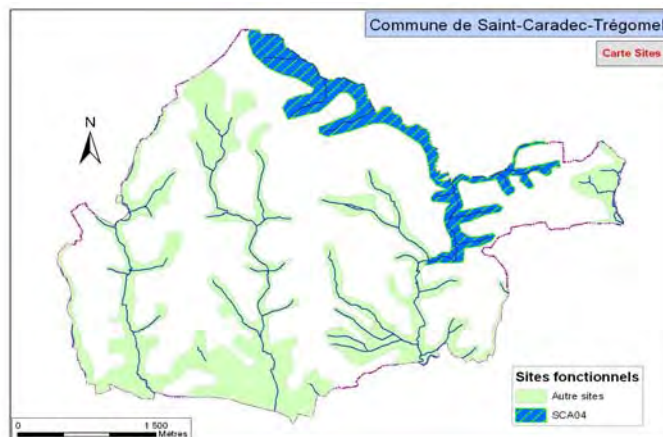 Commune de Saint-Caradec-Trégomel
Carte Sites
N
Sites fonctionnels
Autre sites
SCA04
0 1 500
Mètres